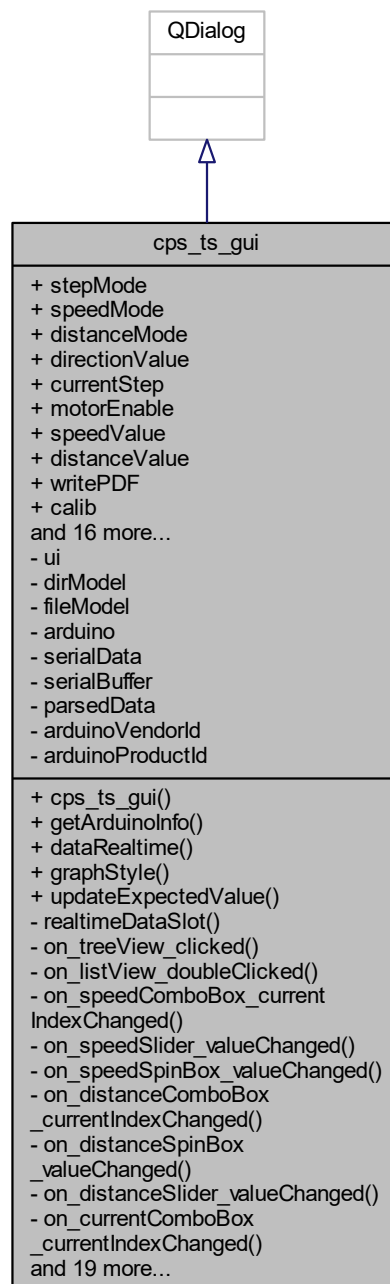 QDialog
cps_ts_gui
+ stepMode
+ speedMode
+ distanceMode
+ directionValue
+ currentStep
+ motorEnable
+ speedValue
+ distanceValue
+ writePDF
+ calib
and 16 more...
- ui
- dirModel
- fileModel
- arduino
- serialData
- serialBuffer
- parsedData
- arduinoVendorId
- arduinoProductId
+ cps_ts_gui()
+ getArduinoInfo()
+ dataRealtime()
+ graphStyle()
+ updateExpectedValue()
- realtimeDataSlot()
- on_treeView_clicked()
- on_listView_doubleClicked()
- on_speedComboBox_current
IndexChanged()
- on_speedSlider_valueChanged()
- on_speedSpinBox_valueChanged()
- on_distanceComboBox
_currentIndexChanged()
- on_distanceSpinBox
_valueChanged()
- on_distanceSlider_valueChanged()
- on_currentComboBox
_currentIndexChanged()
and 19 more...